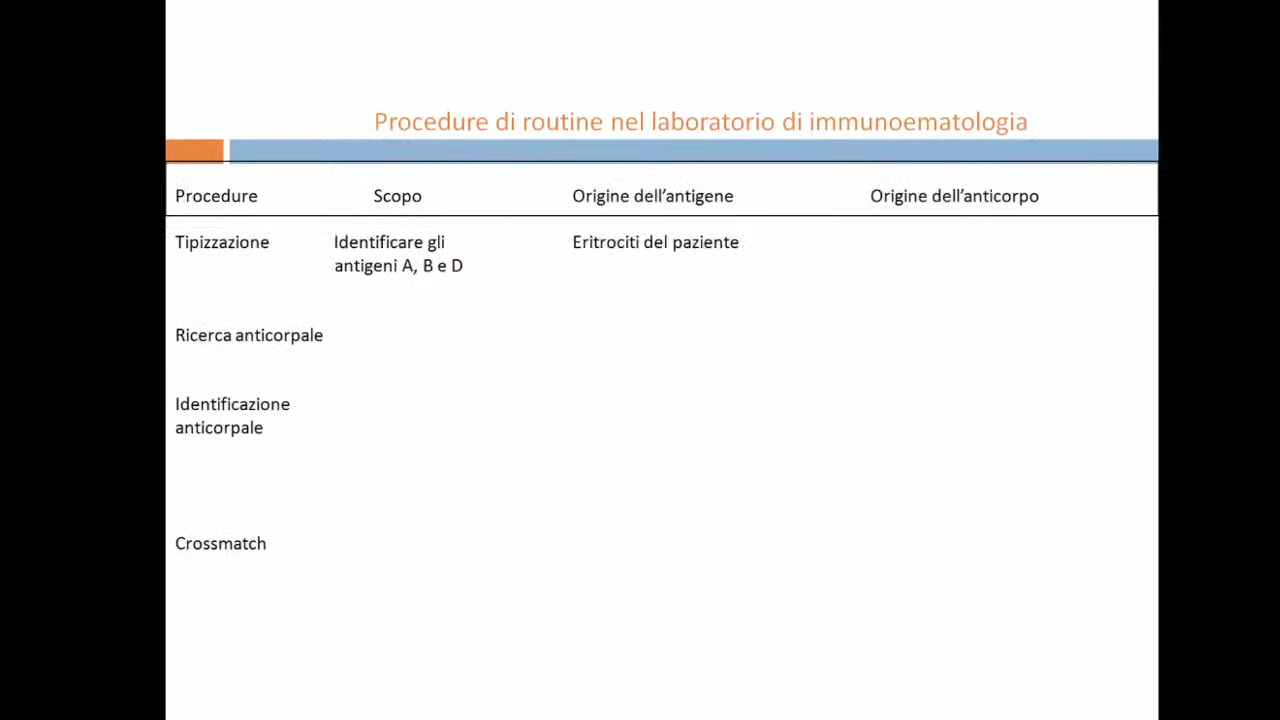 Procedure di routine nel laboratorio di immunoematologia
Procedure Scopo Origine dell’antigene Origine dell’anticorpo
Tipizzazione Identificare gli Eritrociti del paziente
antigeni A, B e D
Ricerca anticorpale
Identificazione
anticorpale
Crossmatch